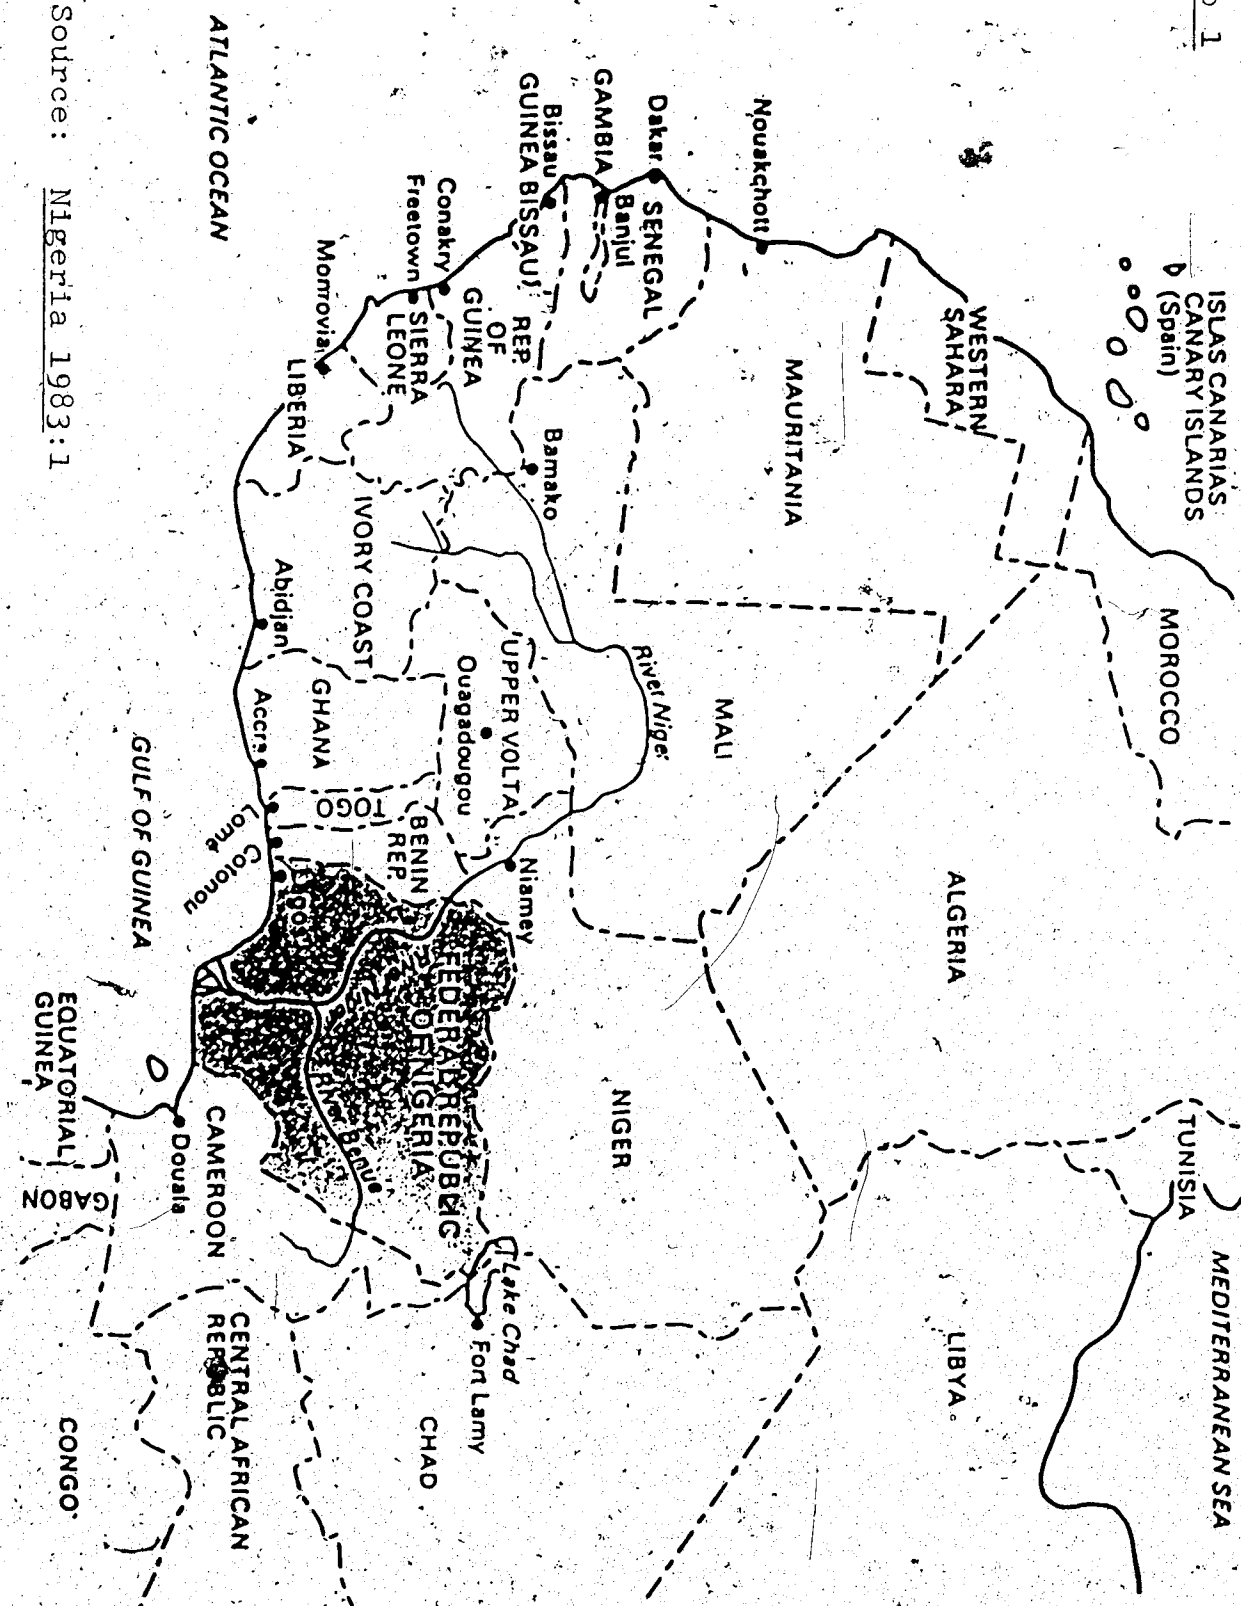 1
ISLAS CANARIAS
CANARY ISLANDS
(Spain)
MOROCCO
TUNISIA
MEDITERRANEAN SEA
WESTERN
SAHARA
ALGERIA
LIBYA
MAURITANIA
Nouakchott
MALI
River Niger
NIGER
Dakar
SENEGAL
GAMBIA
Banjul
Bissau
GUINEA BISSAU
Bamako
REP.
OF
GUINEA
Conakry
Freetown
SIERRA
LEONE
Monrovia
LIBERIA
IVORY COAST
Abidjan
UPPER VOLTA
Ouagadougou
GHANA
Accra
TOGO
Lome
BENIN
REP.
Cotonou
Niamey
Lagos
FEDERAL REPUBLIC
OF NIGERIA
River Benue
Lake Chad
Fort Lamy
CHAD
CAMEROON
Douala
CENTRAL AFRICAN
REPUBLIC
EQUATORIAL
GUINEA
GABON
CONGO
ATLANTIC OCEAN
GULF OF GUINEA
Source: Nigeria 1983:1